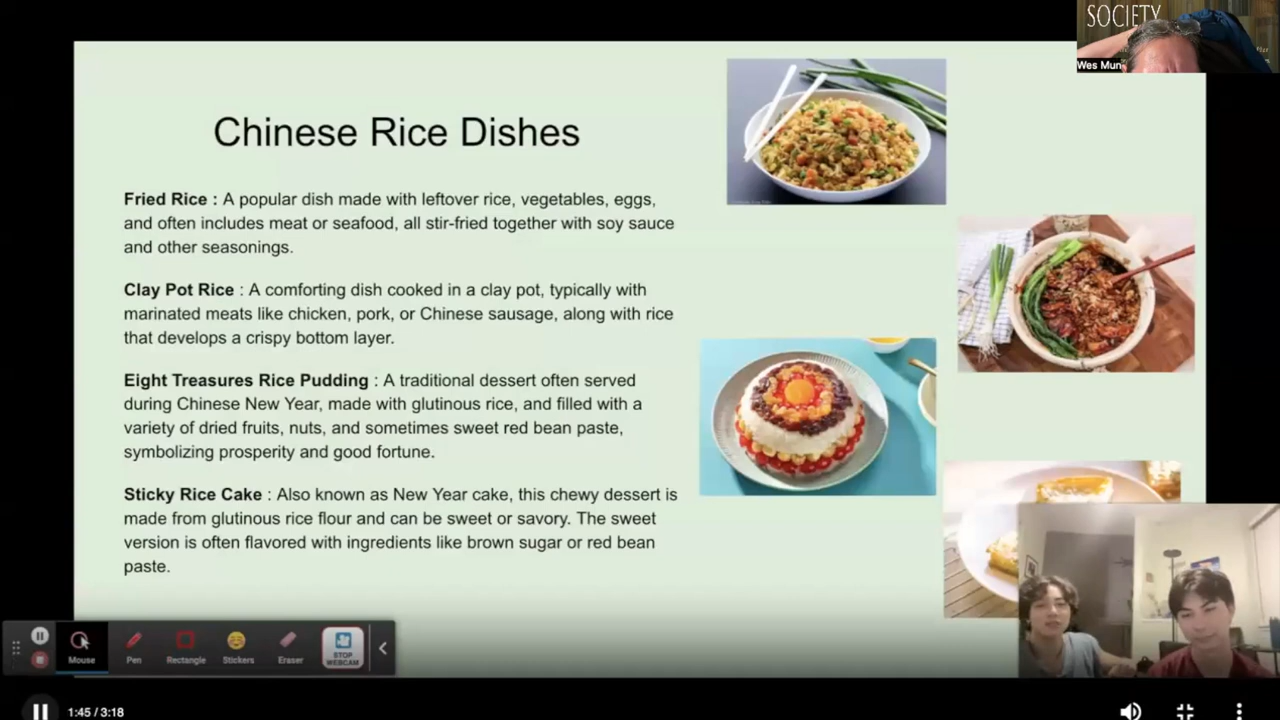 SOCIETY
Wes Mun
Chinese Rice Dishes
Fried Rice : A popular dish made with leftover rice, vegetables, eggs,
and often includes meat or seafood, all stir-fried together with soy sauce
and other seasonings.
Clay Pot Rice : A comforting dish cooked in a clay pot, typically with
marinated meats like chicken, pork, or Chinese sausage, along with rice
that develops a crispy bottom layer.
Eight Treasures Rice Pudding : A traditional dessert often served
during Chinese New Year, made with glutinous rice, and filled with a
variety of dried fruits, nuts, and sometimes sweet red bean paste,
symbolizing prosperity and good fortune.
Sticky Rice Cake : Also known as New Year cake, this chewy dessert is
made from glutinous rice flour and can be sweet or savory. The sweet
version is often flavored with ingredients like brown sugar or red bean
paste.
Mouse
Pen
Rectangle
Stickers
Eraser
STOP
WEBCAM
1:45 / 3:18